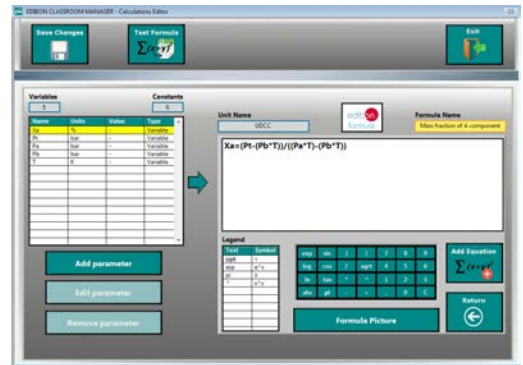 EDIBON CLASSROOM MANAGER - Calculations Editor
Save Changes
Test Formula
Exit
Variables
Constants
5
6
Unit Name
UDCC
edibon
formula
Formula Name
Mass fraction of A component
Name Units Value Type
Xa % - Variable
Pt bar - Variable
Pa bar - Variable
Pb bar - Variable
T K - Variable
Xa=(Pt-(Pb*T))/((Pa*T)-(Pb*T))
Legend
Text Symbol
sqrt √
exp e^x
pi
^ x^y
exp sin ( ) 7 8 9
log cos / sqrt 4 5 6
ln tan * ^ 1 2 3
abs pi - + . 0 C
Add Equation
Add parameter
Edit parameter
Remove parameter
Formula Picture
Return